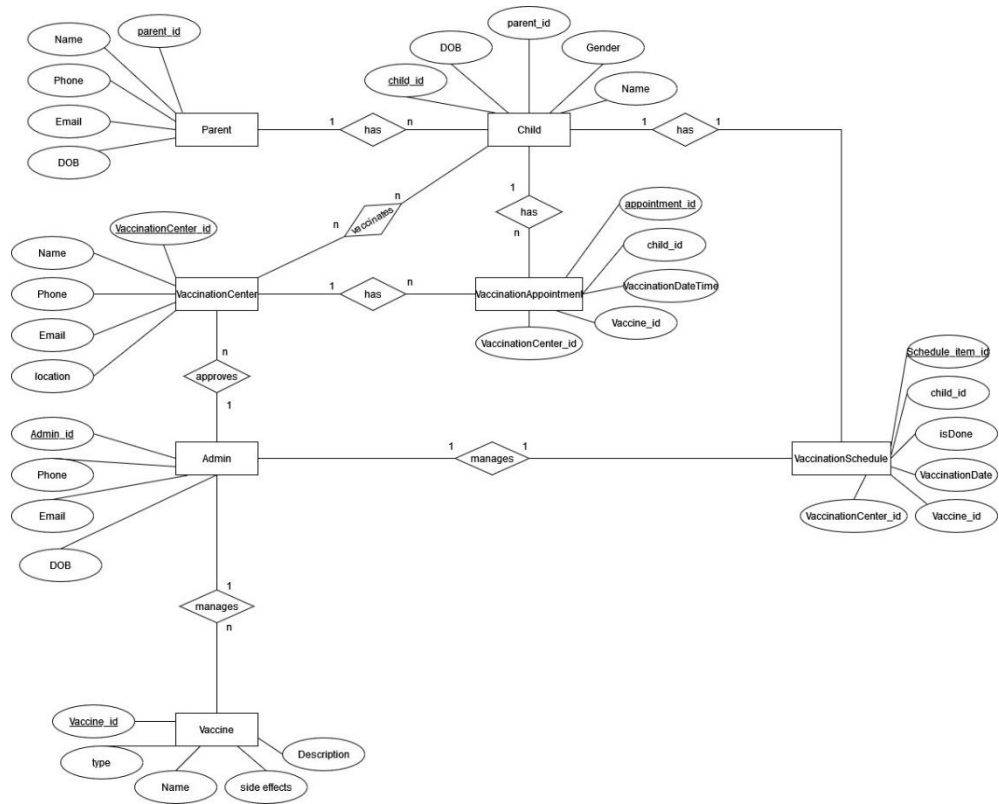 parent_id
Name
parent_id
DOB
Gender
Phone
child_id
Name
Email
Parent
1
has
n
Child
1
has
1
DOB
n
1
vaccinates
appointment_id
VaccinationCenter_id
n
has
n
child_id
Name
VaccinationCenter
1
has
n
VaccinationAppointment
VaccinationDateTime
Phone
Vaccine_id
Email
VaccinationCenter_id
location
n
Schedule_item_id
approves
child_id
1
Admin_id
isDone
Admin
1
manages
1
VaccinationSchedule
Phone
VaccinationDate
Email
VaccinationCenter_id
Vaccine_id
DOB
1
manages
n
Vaccine_id
Vaccine
Description
type
Name
side effects